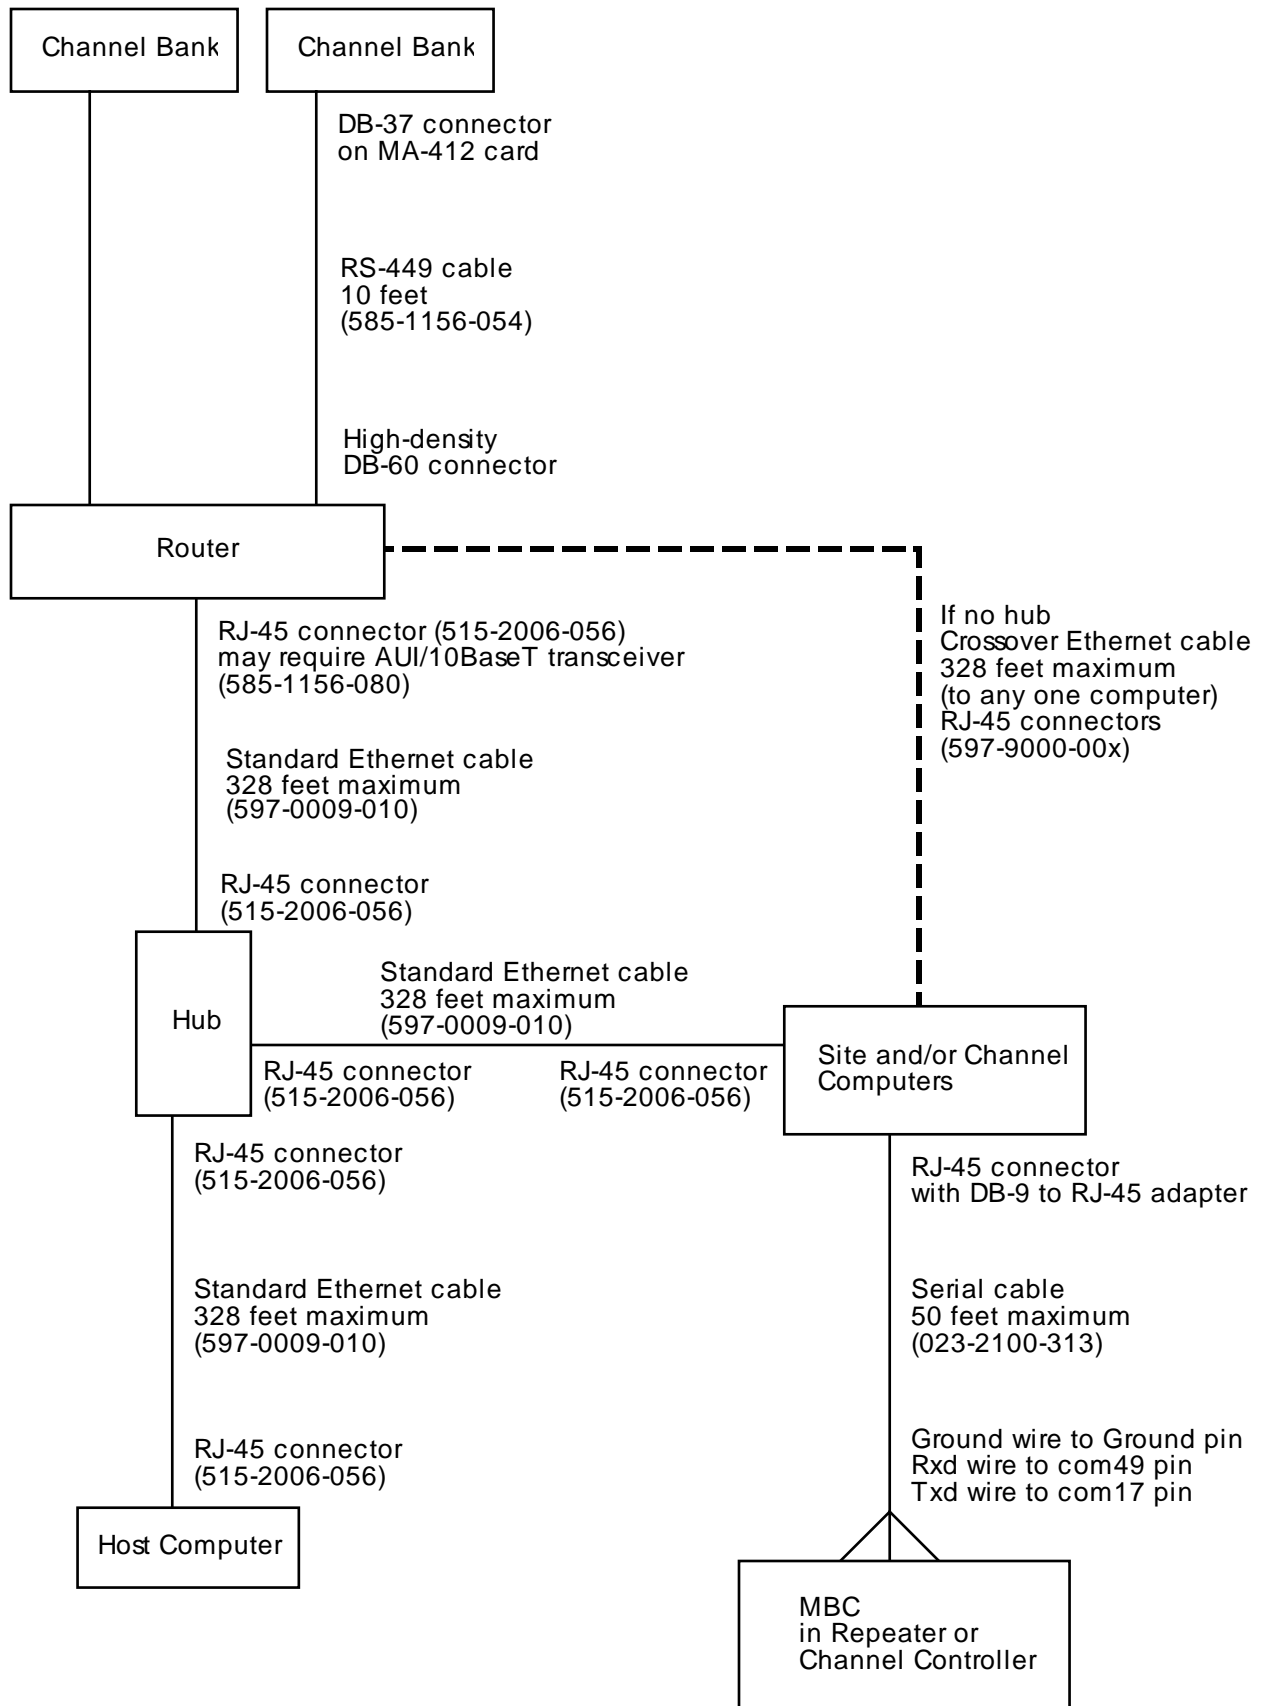 Channel Bank
Channel Bank
DB-37 connector
on MA-412 card
RS-449 cable
10 feet
(585-1156-054)
High-density
DB-60 connector
Router
RJ-45 connector (515-2006-056)
may require AUI/10BaseT transceiver
(585-1156-080)
If no hub
Crossover Ethernet cable
328 feet maximum
(to any one computer)
RJ-45 connectors
(597-9000-00x)
Standard Ethernet cable
328 feet maximum
(597-0009-010)
RJ-45 connector
(515-2006-056)
Hub
Standard Ethernet cable
328 feet maximum
(597-0009-010)
RJ-45 connector
(515-2006-056)
RJ-45 connector
(515-2006-056)
Site and/or Channel
Computers
RJ-45 connector
(515-2006-056)
RJ-45 connector
with DB-9 to RJ-45 adapter
Standard Ethernet cable
328 feet maximum
(597-0009-010)
Serial cable
50 feet maximum
(023-2100-313)
RJ-45 connector
(515-2006-056)
Ground wire to Ground pin
Rxd wire to com49 pin
Txd wire to com17 pin
Host Computer
MBC
in Repeater or
Channel Controller